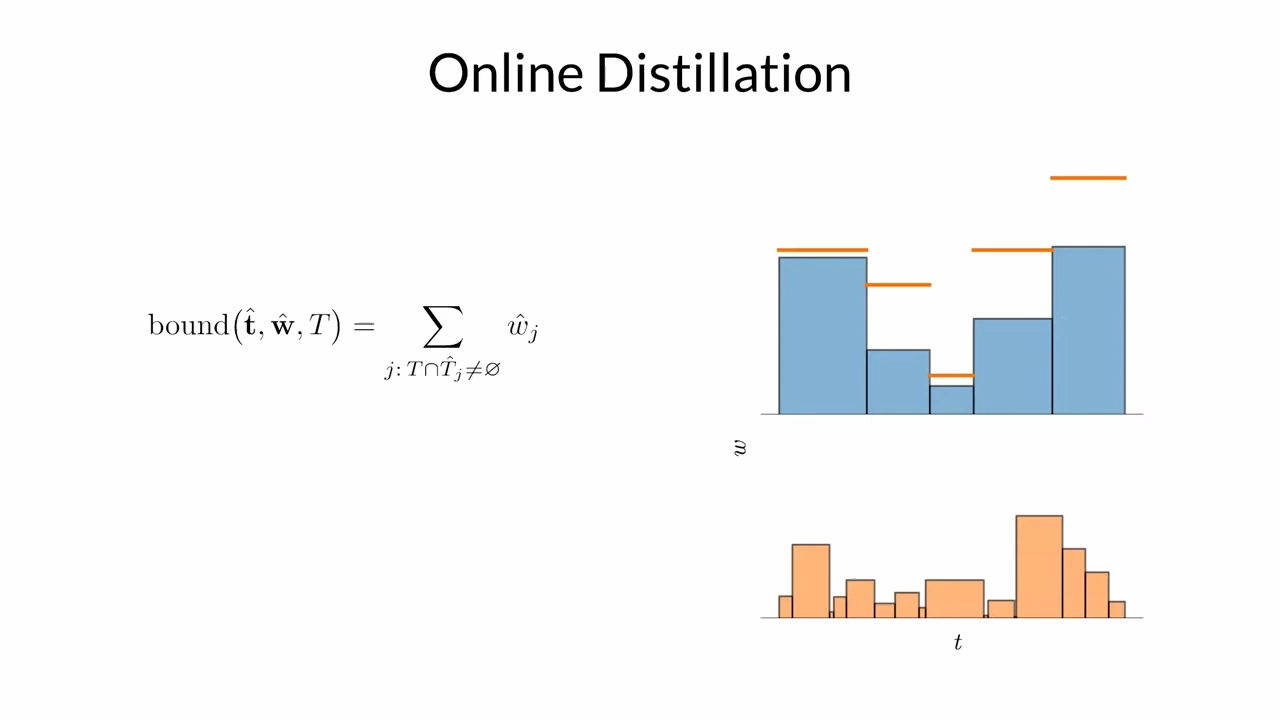 Online Distillation
bound(𝐭̂, 𝐰̂, T) = ∑_{j: T∩T̂_j≠∅} ŵ_j
w
t